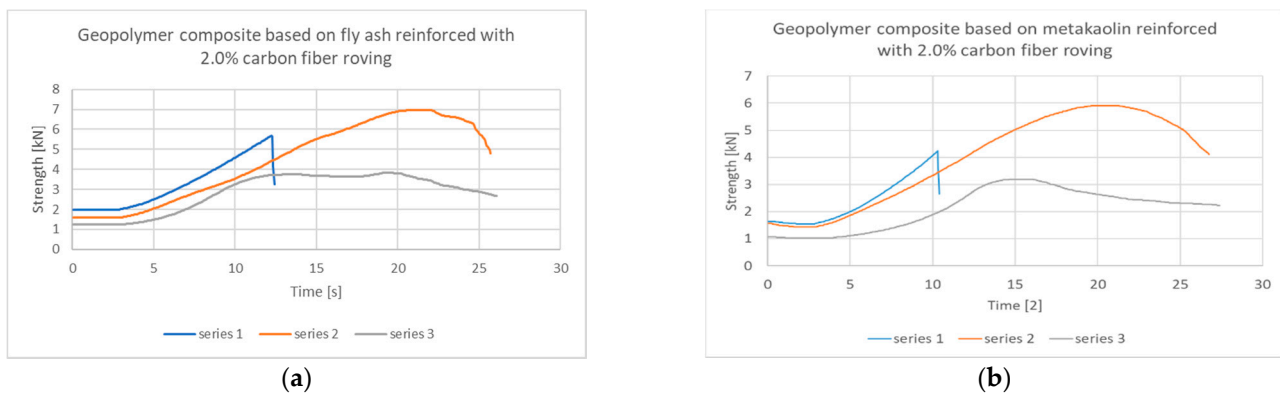 Geopolymer composite based on fly ash reinforced with
2.0% carbon fiber roving
8
7
6
5
4
3
2
1
0
Strength [kN]
0 5 10 15 20 25 30
Time [s]
series 1 series 2 series 3
(a)
Geopolymer composite based on metakaolin reinforced
with 2.0% carbon fiber roving
7
6
5
4
3
2
1
0
Strength [kN]
0 5 10 15 20 25 30
Time [2]
series 1 series 2 series 3
(b)